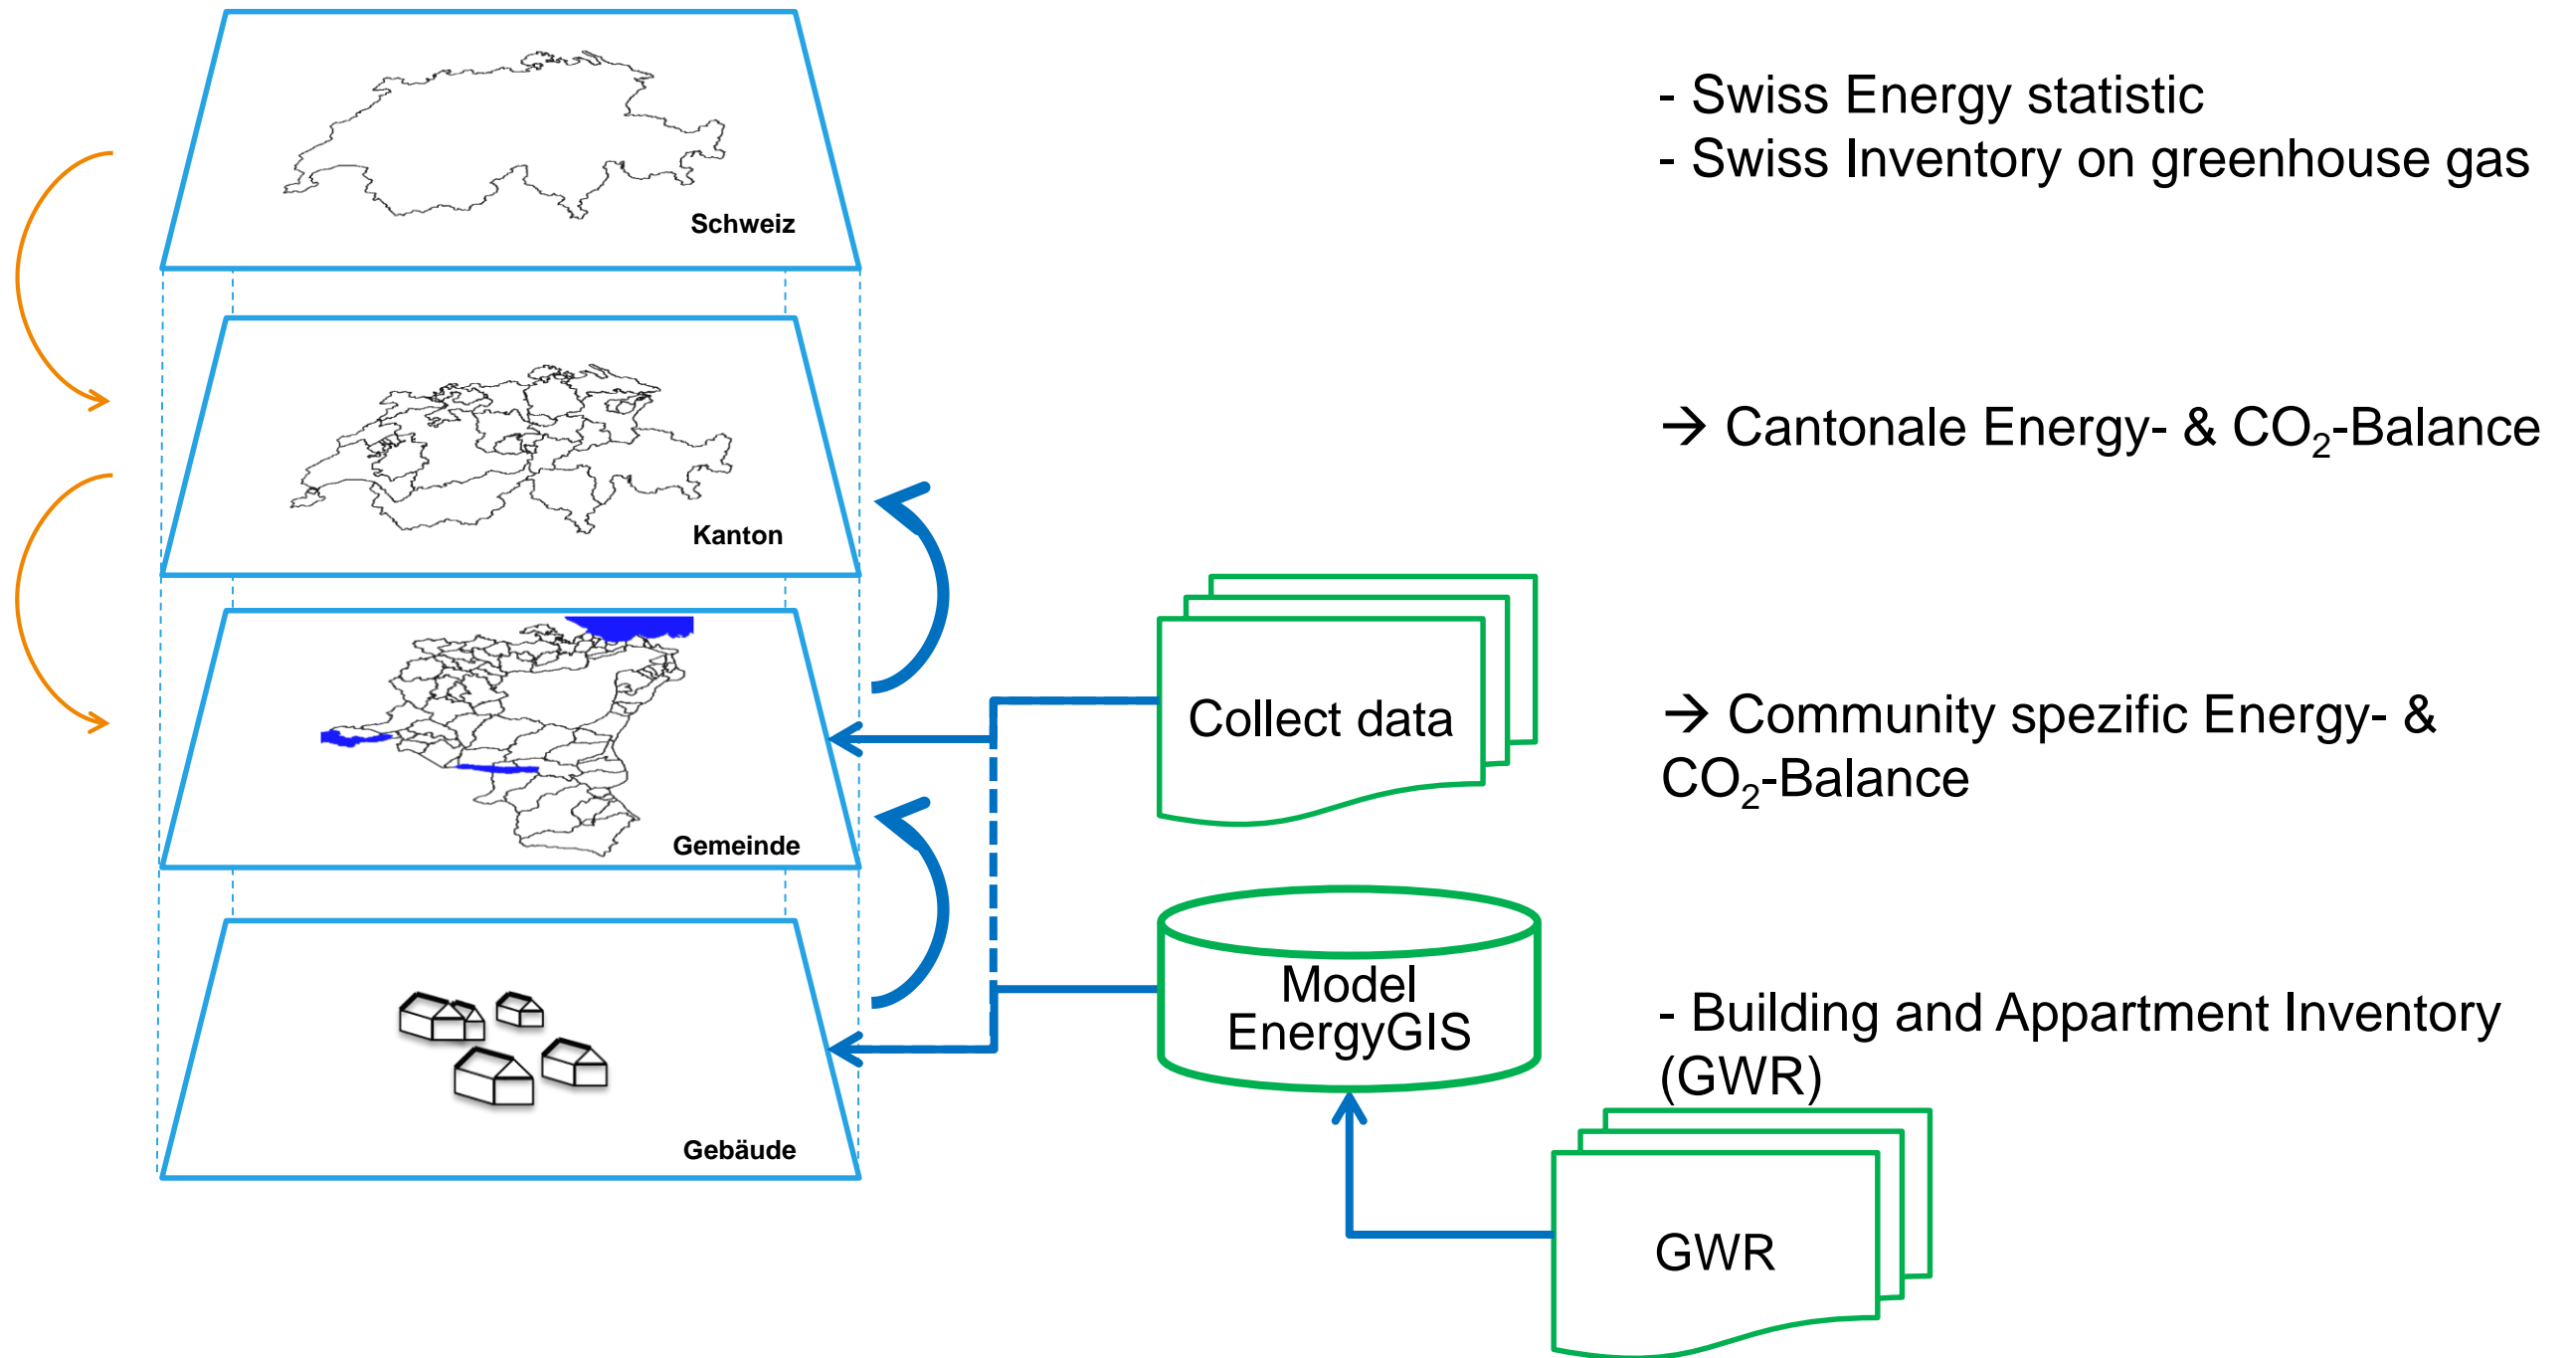 Schweiz
- Swiss Energy statistic
- Swiss Inventory on greenhouse gas
Kanton
→ Cantonale Energy- & CO₂-Balance
Gemeinde
Collect data
→ Community spezific Energy- &
CO₂-Balance
Gebäude
Model
EnergyGIS
- Building and Appartment Inventory
(GWR)
GWR